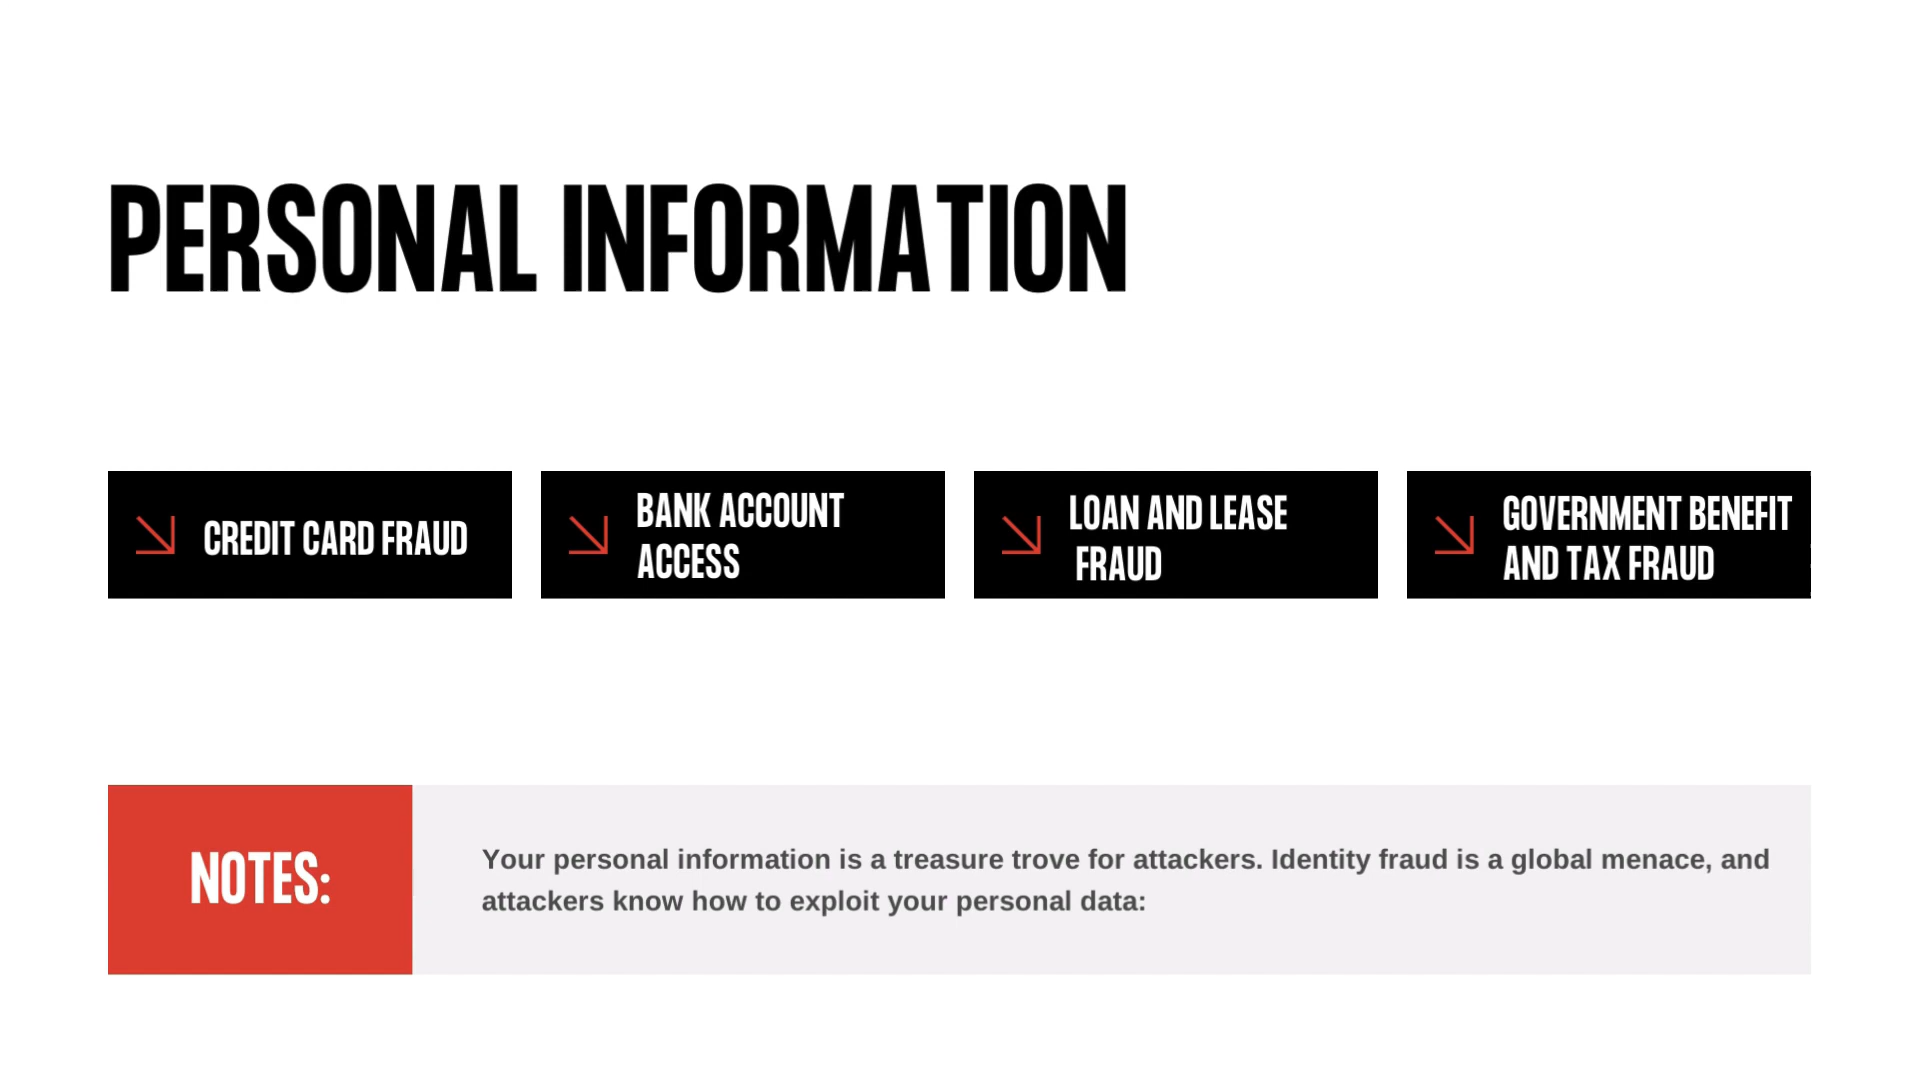 PERSONAL INFORMATION
CREDIT CARD FRAUD
BANK ACCOUNT
ACCESS
LOAN AND LEASE
FRAUD
GOVERNMENT BENEFIT
AND TAX FRAUD
NOTES:
Your personal information is a treasure trove for attackers. Identity fraud is a global menace, and
attackers know how to exploit your personal data: